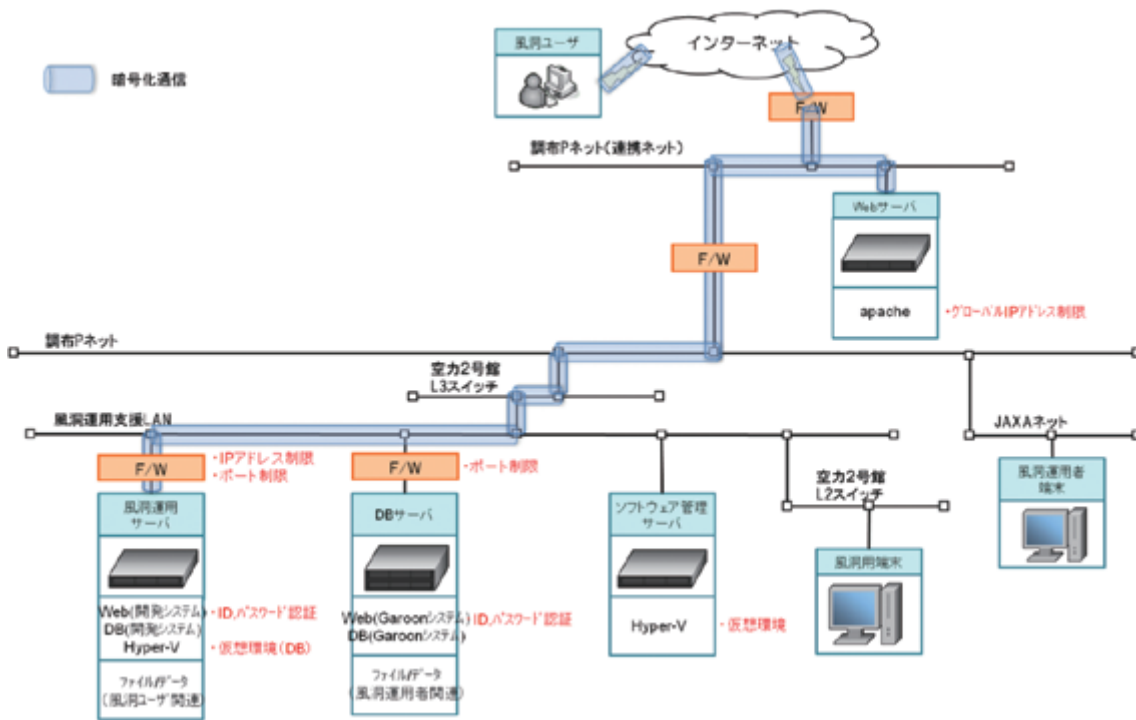 インターネット
風洞ユーザ
暗号化通信
F/W
調布Pネット(連携ネット)
Webサーバ
F/W
apache
・グローバルIPアドレス制限
調布Pネット
空力2号館
L3スイッチ
風洞運用支援LAN
JAXAネット
F/W
・IPアドレス制限
・ポート制限
F/W
・ポート制限
空力2号館
L2スイッチ
風洞運用者
端末
風洞運用
サーバ
DBサーバ
ソフトウェア管理
サーバ
風洞用端末
Web(開発システム)
・ID,パスワード認証
DB(開発システム)
Hyper-V
・仮想環境(DB)
Web(Garoonシステム)
ID,パスワード認証
DB(Garoonシステム)
Hyper-V
・仮想環境
ファイル/データ
(風洞ユーザ関連)
ファイル/データ
(風洞運用者関連)